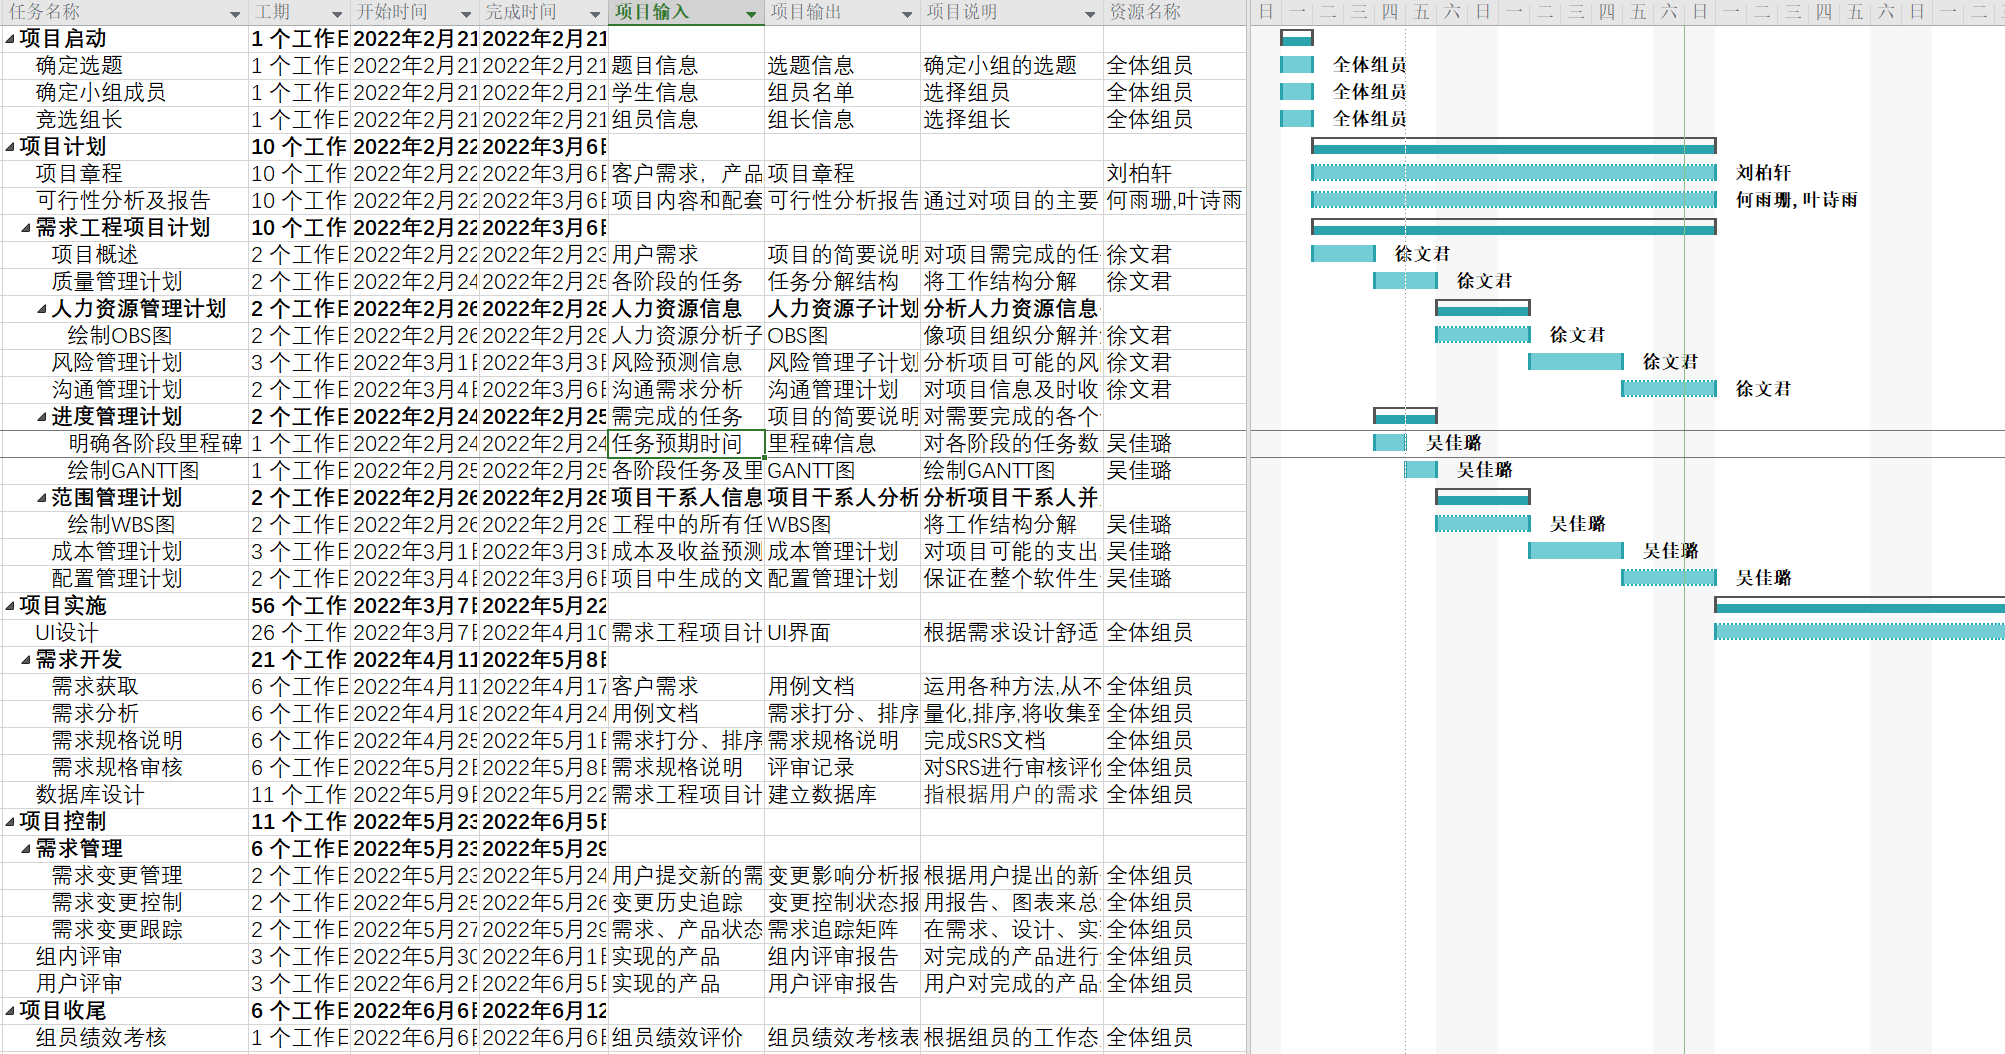 任务名称 工期 开始时间 完成时间 项目输入 项目输出 项目说明 资源名称 日 一 二 三 四 五 六 日 一 二 三 四 五 六 日 一 二 三 四 五 六 日 一 二
项目启动 1 个工作日 2022年2月21 2022年2月21
确定选题 1 个工作日 2022年2月21 2022年2月21 题目信息 选题信息 确定小组的选题 全体组员 全体组员
确定小组成员 1 个工作日 2022年2月21 2022年2月21 学生信息 组员名单 选择组员 全体组员 全体组员
竞选组长 1 个工作日 2022年2月21 2022年2月21 组员信息 组长信息 选择组长 全体组员 全体组员
项目计划 10 个工作 2022年2月22 2022年3月6日
项目章程 10 个工作 2022年2月22 2022年3月6日 客户需求，产品 项目章程 刘柏轩 刘柏轩
可行性分析及报告 10 个工作 2022年2月22 2022年3月6日 项目内容和配套 可行性分析报告 通过对项目的主要 何雨珊,叶诗雨 何雨珊,叶诗雨
需求工程项目计划 10 个工作 2022年2月22 2022年3月6日
项目概述 2 个工作日 2022年2月22 2022年2月23 用户需求 项目的简要说明 对项目需完成的任 徐文君 徐文君
质量管理计划 2 个工作日 2022年2月24 2022年2月25 各阶段的任务 任务分解结构 将工作结构分解 徐文君 徐文君
人力资源管理计划 2 个工作日 2022年2月26 2022年2月28 人力资源信息 人力资源子计划 分析人力资源信息
绘制OBS图 2 个工作日 2022年2月26 2022年2月28 人力资源分析子 OBS图 像项目组织分解并 徐文君 徐文君
风险管理计划 3 个工作日 2022年3月1日 2022年3月3日 风险预测信息 风险管理子计划 分析项目可能的风 徐文君 徐文君
沟通管理计划 2 个工作日 2022年3月4日 2022年3月6日 沟通需求分析 沟通管理计划 对项目信息及时收 徐文君 徐文君
进度管理计划 2 个工作日 2022年2月24 2022年2月25 需完成的任务 项目的简要说明 对需要完成的各个
明确各阶段里程碑 1 个工作日 2022年2月24 2022年2月24 任务预期时间 里程碑信息 对各阶段的任务数 吴佳璐 吴佳璐
绘制GANTT图 1 个工作日 2022年2月25 2022年2月25 各阶段任务及里 GANTT图 绘制GANTT图 吴佳璐 吴佳璐
范围管理计划 2 个工作日 2022年2月26 2022年2月28 项目干系人信息 项目干系人分析 分析项目干系人并
绘制WBS图 2 个工作日 2022年2月26 2022年2月28 工程中的所有任 WBS图 将工作结构分解 吴佳璐 吴佳璐
成本管理计划 3 个工作日 2022年3月1日 2022年3月3日 成本及收益预测 成本管理计划 对项目可能的支出 吴佳璐 吴佳璐
配置管理计划 2 个工作日 2022年3月4日 2022年3月6日 项目中生成的文 配置管理计划 保证在整个软件生 吴佳璐 吴佳璐
项目实施 56 个工作 2022年3月7日 2022年5月22
UI设计 26 个工作 2022年3月7日 2022年4月10 需求工程项目计 UI界面 根据需求设计舒适 全体组员
需求开发 21 个工作 2022年4月11 2022年5月8日
需求获取 6 个工作日 2022年4月11 2022年4月17 客户需求 用例文档 运用各种方法,从不 全体组员
需求分析 6 个工作日 2022年4月18 2022年4月24 用例文档 需求打分、排序 量化,排序,将收集到 全体组员
需求规格说明 6 个工作日 2022年4月25 2022年5月1日 需求打分、排序 需求规格说明 完成SRS文档 全体组员
需求规格审核 6 个工作日 2022年5月2日 2022年5月8日 需求规格说明 评审记录 对SRS进行审核评价 全体组员
数据库设计 11 个工作 2022年5月9日 2022年5月22 需求工程项目计 建立数据库 指根据用户的需求 全体组员
项目控制 11 个工作 2022年5月23 2022年6月5日
需求管理 6 个工作日 2022年5月23 2022年5月29
需求变更管理 2 个工作日 2022年5月23 2022年5月24 用户提交新的需 变更影响分析报 根据用户提出的新 全体组员
需求变更控制 2 个工作日 2022年5月25 2022年5月26 变更历史追踪 变更控制状态报 用报告、图表来总 全体组员
需求变更跟踪 2 个工作日 2022年5月27 2022年5月29 需求、产品状态 需求追踪矩阵 在需求、设计、实 全体组员
组内评审 3 个工作日 2022年5月30 2022年6月1日 实现的产品 组内评审报告 对完成的产品进行 全体组员
用户评审 3 个工作日 2022年6月2日 2022年6月5日 实现的产品 用户评审报告 用户对完成的产品 全体组员
项目收尾 6 个工作日 2022年6月6日 2022年6月12
组员绩效考核 1 个工作日 2022年6月6日 2022年6月6日 组员绩效评价 组员绩效考核表 根据组员的工作态 全体组员